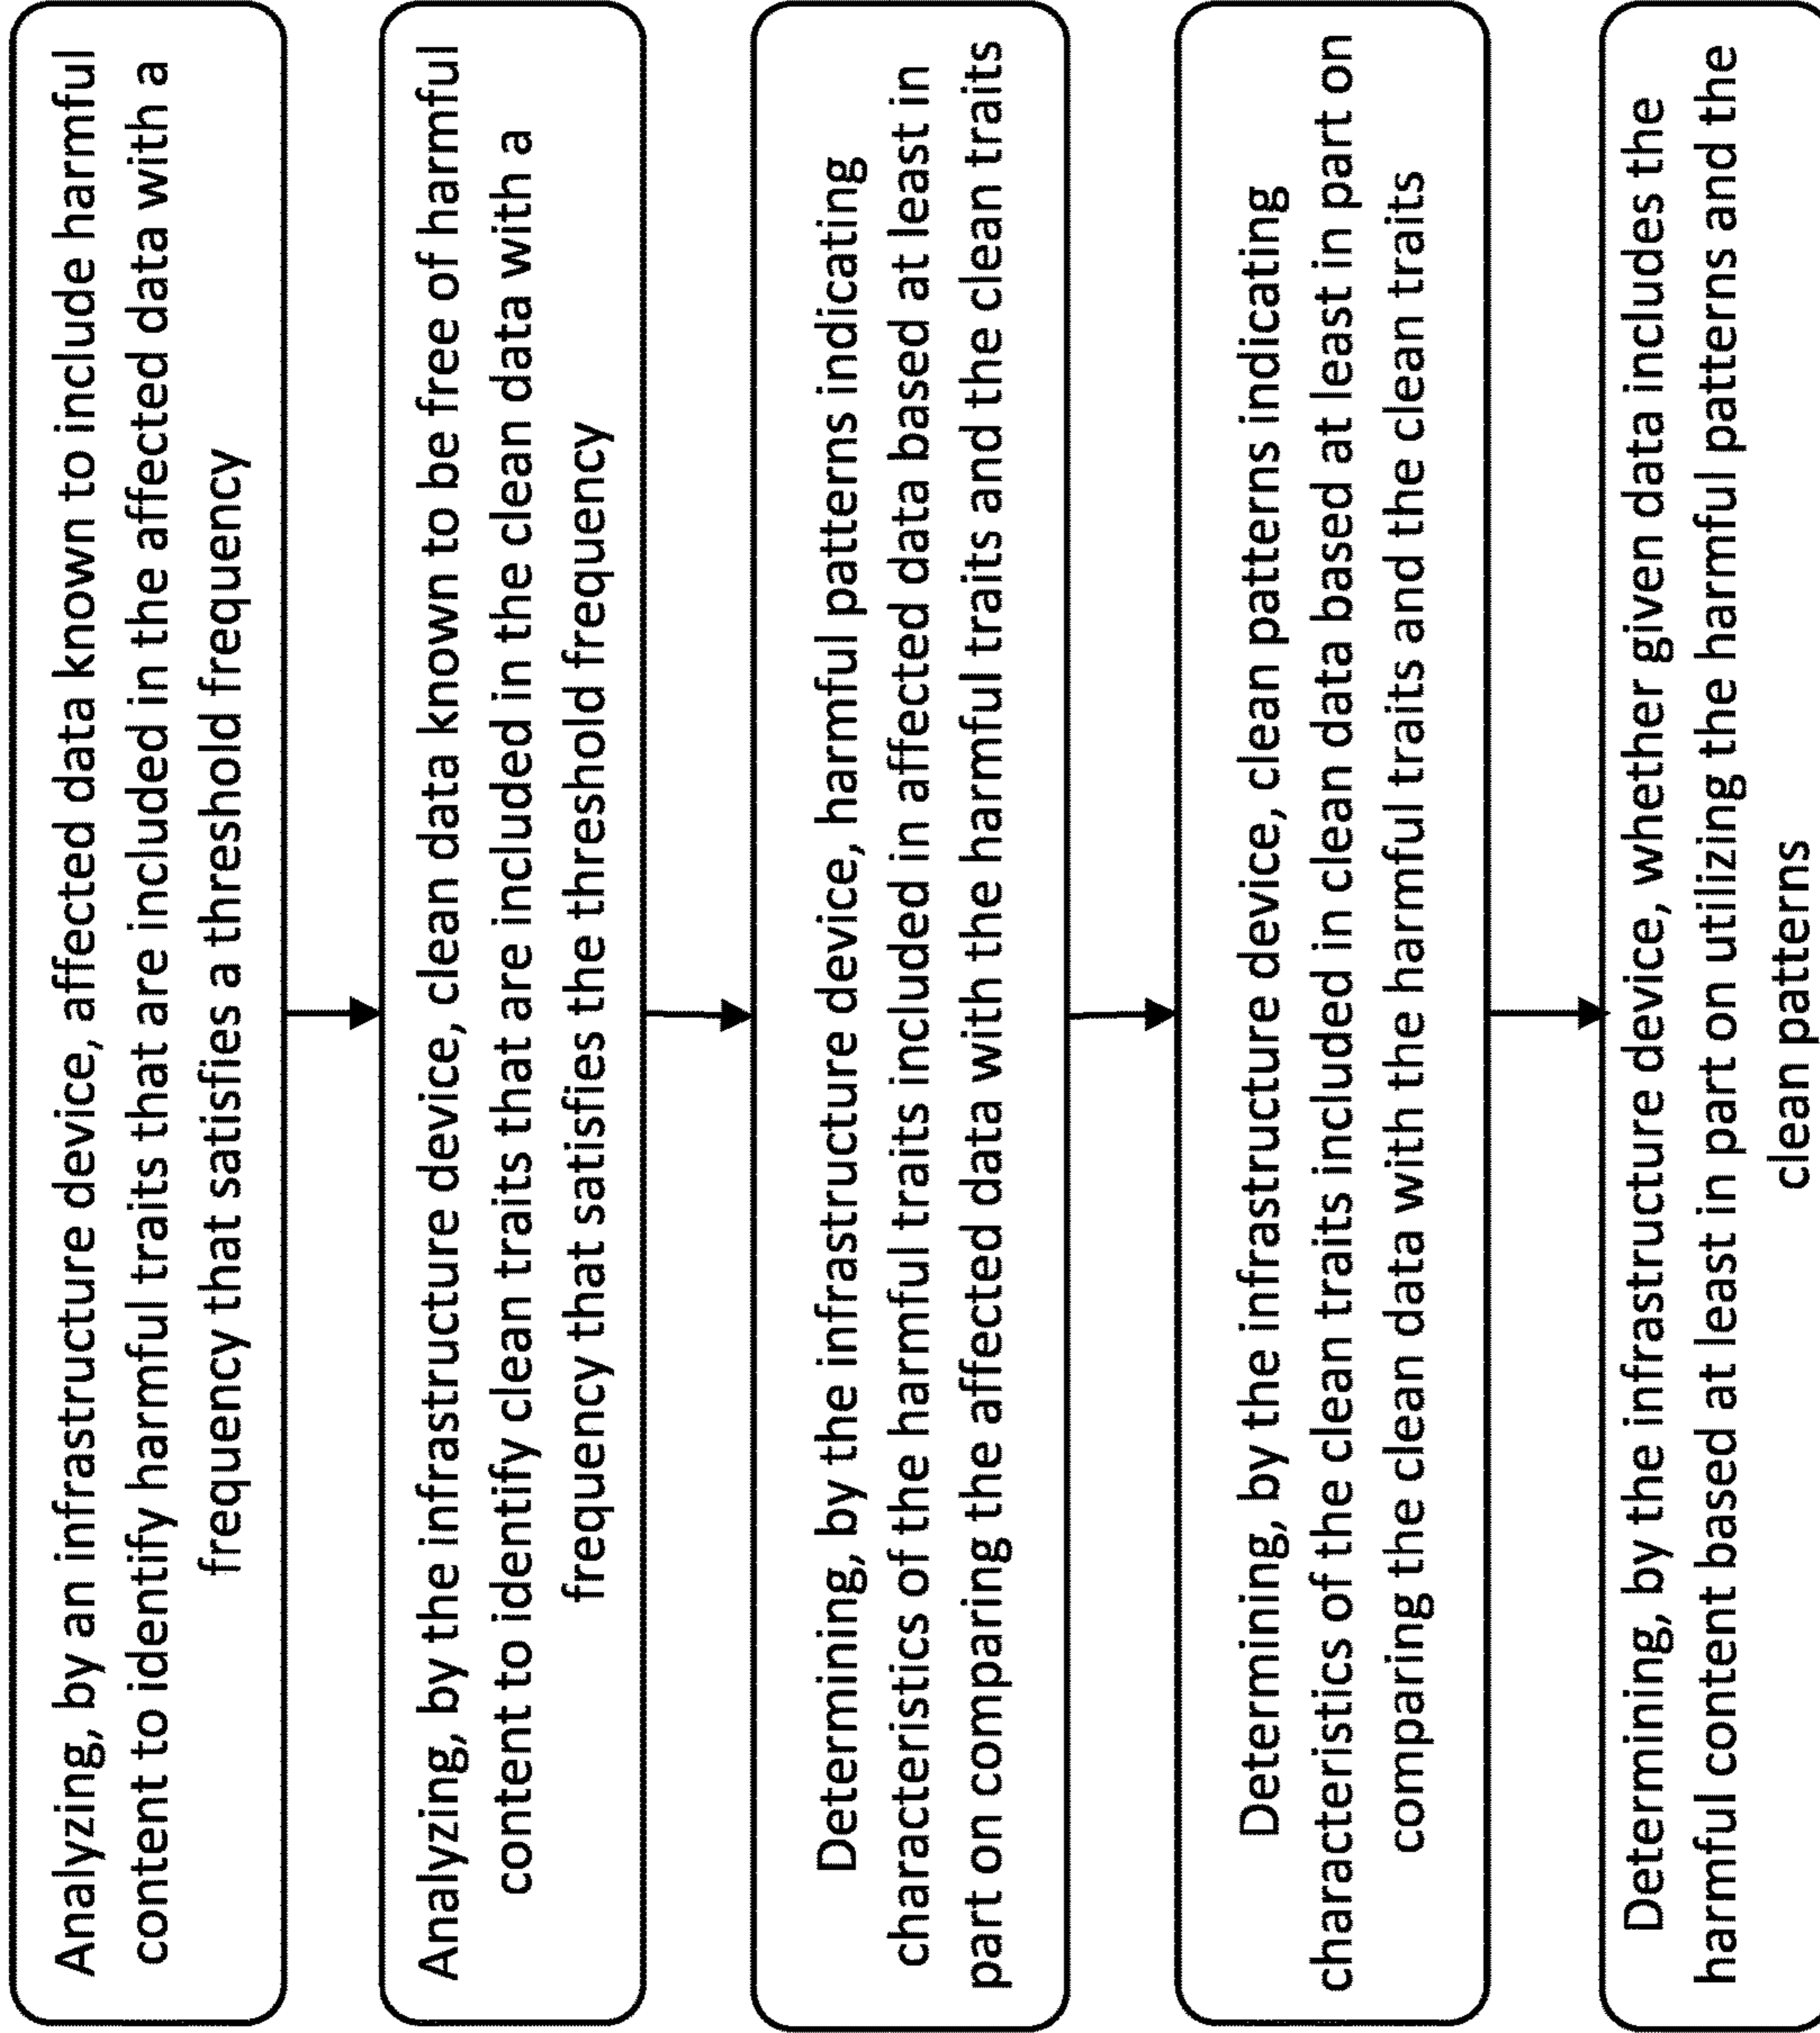 Analyzing, by an infrastructure device, affected data known to include harmful
content to identify harmful traits that are included in the affected data with a
frequency that satisfies a threshold frequency
Analyzing, by the infrastructure device, clean data known to be free of harmful
content to identify clean traits that are included in the clean data with a
frequency that satisfies the threshold frequency
Determining, by the infrastructure device, harmful patterns indicating
characteristics of the harmful traits included in affected data based at least in
part on comparing the affected data with the harmful traits and the clean traits
Determining, by the infrastructure device, clean patterns indicating
characteristics of the clean traits included in clean data based at least in part on
comparing the clean data with the harmful traits and the clean traits
Determining, by the infrastructure device, whether given data includes the
harmful content based at least in part on utilizing the harmful patterns and the
clean patterns